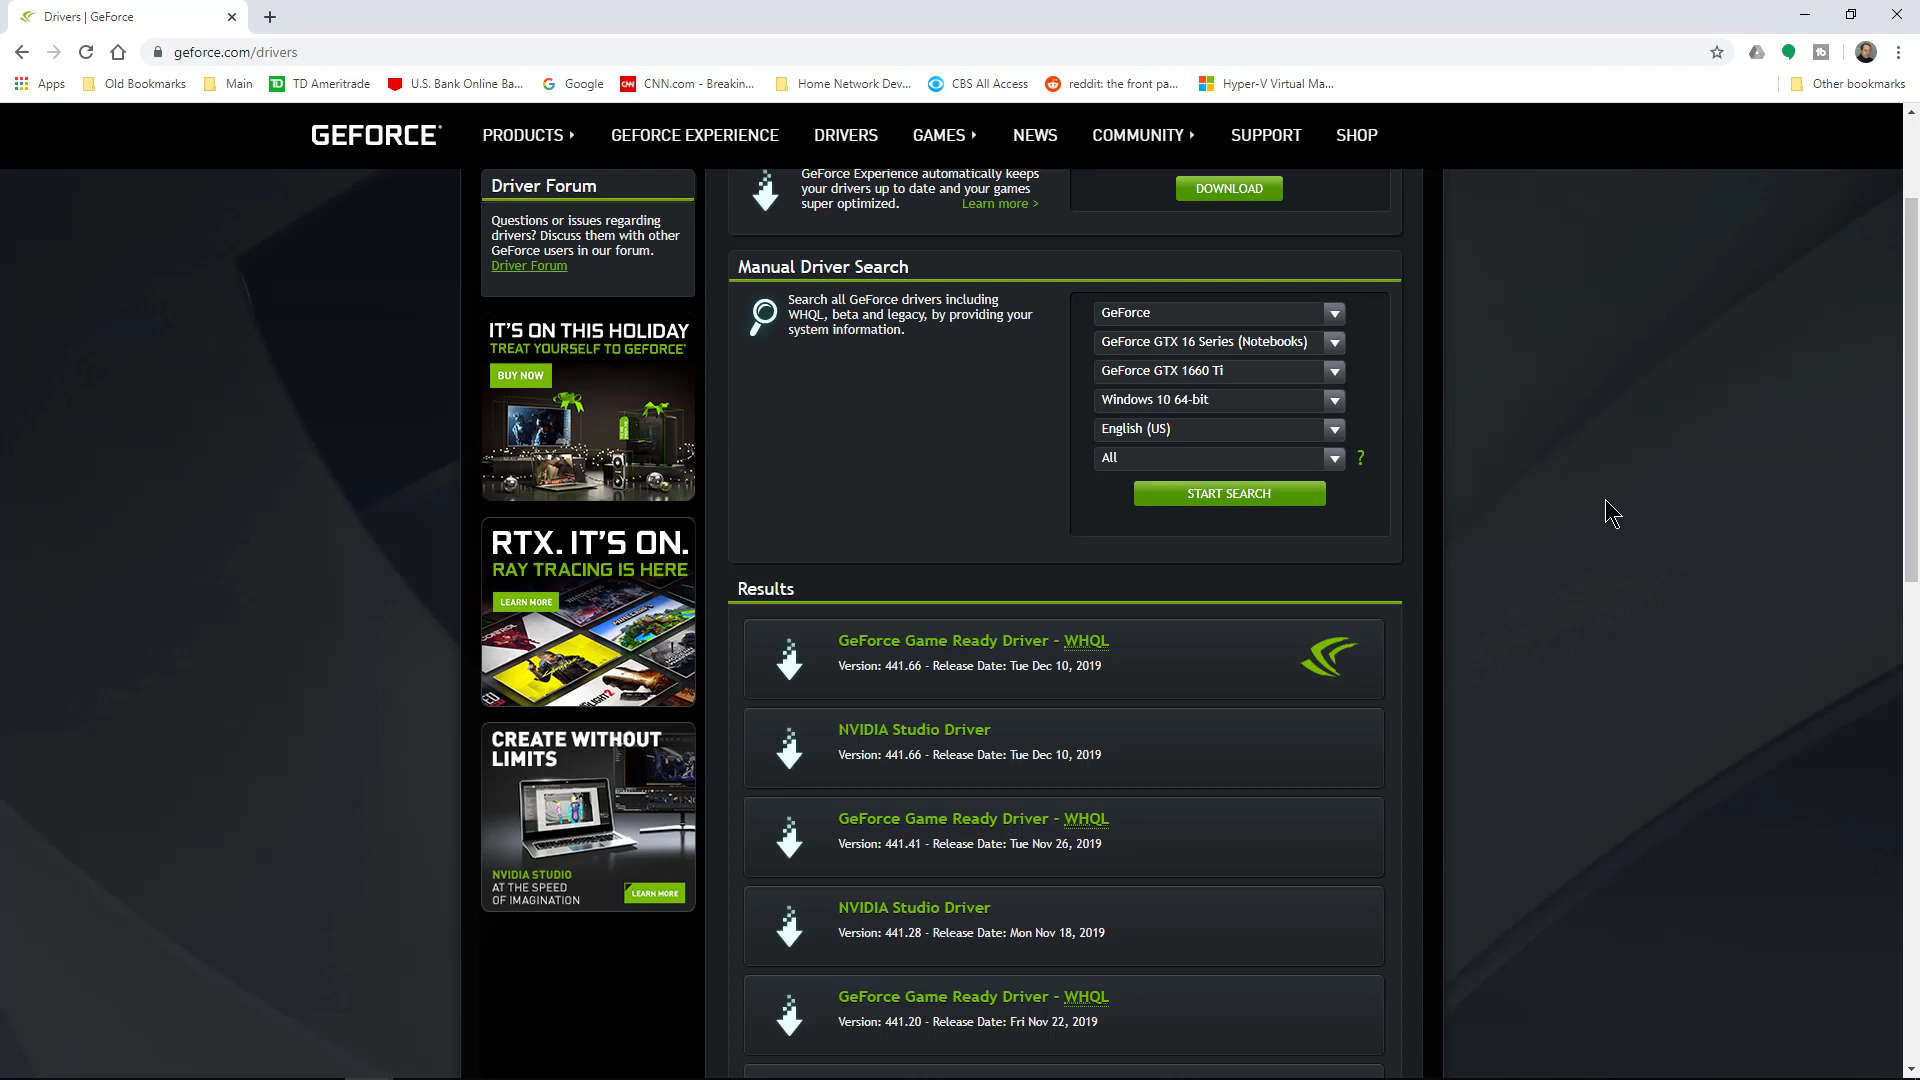 Drivers | GeForce
geforce.com/drivers
Apps
Old Bookmarks
Main
TD Ameritrade
U.S. Bank Online Ba...
Google
CNN.com - Breakin...
Home Network Dev...
CBS All Access
reddit: the front pa...
Hyper-V Virtual Ma...
Other bookmarks
GEFORCE
PRODUCTS
GEFORCE EXPERIENCE
DRIVERS
GAMES
NEWS
COMMUNITY
SUPPORT
SHOP
Driver Forum
Questions or issues regarding
drivers? Discuss them with other
GeForce users in our forum.
Driver Forum
IT'S ON THIS HOLIDAY
TREAT YOURSELF TO GEFORCE
BUY NOW
RTX. IT'S ON.
RAY TRACING IS HERE
LEARN MORE
CREATE WITHOUT
LIMITS
NVIDIA STUDIO
AT THE SPEED
OF IMAGINATION
LEARN MORE
GeForce Experience automatically keeps
your drivers up to date and your games
super optimized.
Learn more >
DOWNLOAD
Manual Driver Search
Search all GeForce drivers including
WHQL, beta and legacy, by providing your
system information.
GeForce
GeForce GTX 16 Series (Notebooks)
GeForce GTX 1660 Ti
Windows 10 64-bit
English (US)
All
?
START SEARCH
Results
GeForce Game Ready Driver - WHQL
Version: 441.66 - Release Date: Tue Dec 10, 2019
NVIDIA Studio Driver
Version: 441.66 - Release Date: Tue Dec 10, 2019
GeForce Game Ready Driver - WHQL
Version: 441.41 - Release Date: Tue Nov 26, 2019
NVIDIA Studio Driver
Version: 441.28 - Release Date: Mon Nov 18, 2019
GeForce Game Ready Driver - WHQL
Version: 441.20 - Release Date: Fri Nov 22, 2019